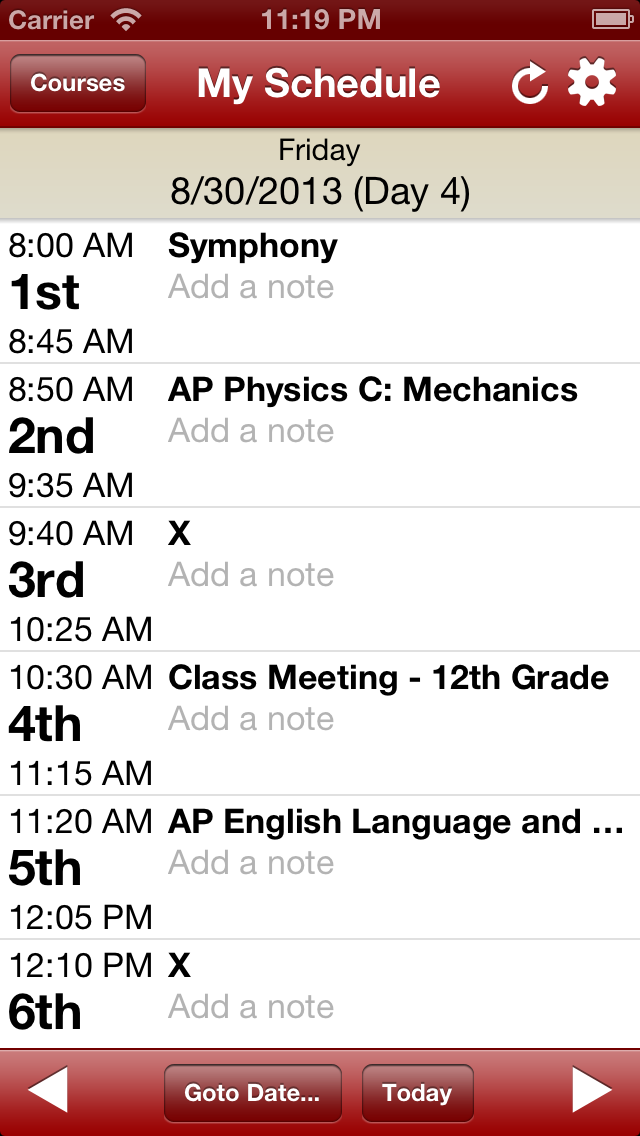 Carrier 11:19 PM
Courses My Schedule
Friday
8/30/2013 (Day 4)
8:00 AM Symphony
1st Add a note
8:45 AM
8:50 AM AP Physics C: Mechanics
2nd Add a note
9:35 AM
9:40 AM X
3rd Add a note
10:25 AM
10:30 AM Class Meeting - 12th Grade
4th Add a note
11:15 AM
11:20 AM AP English Language and ...
5th Add a note
12:05 PM
12:10 PM X
6th Add a note
Goto Date... Today